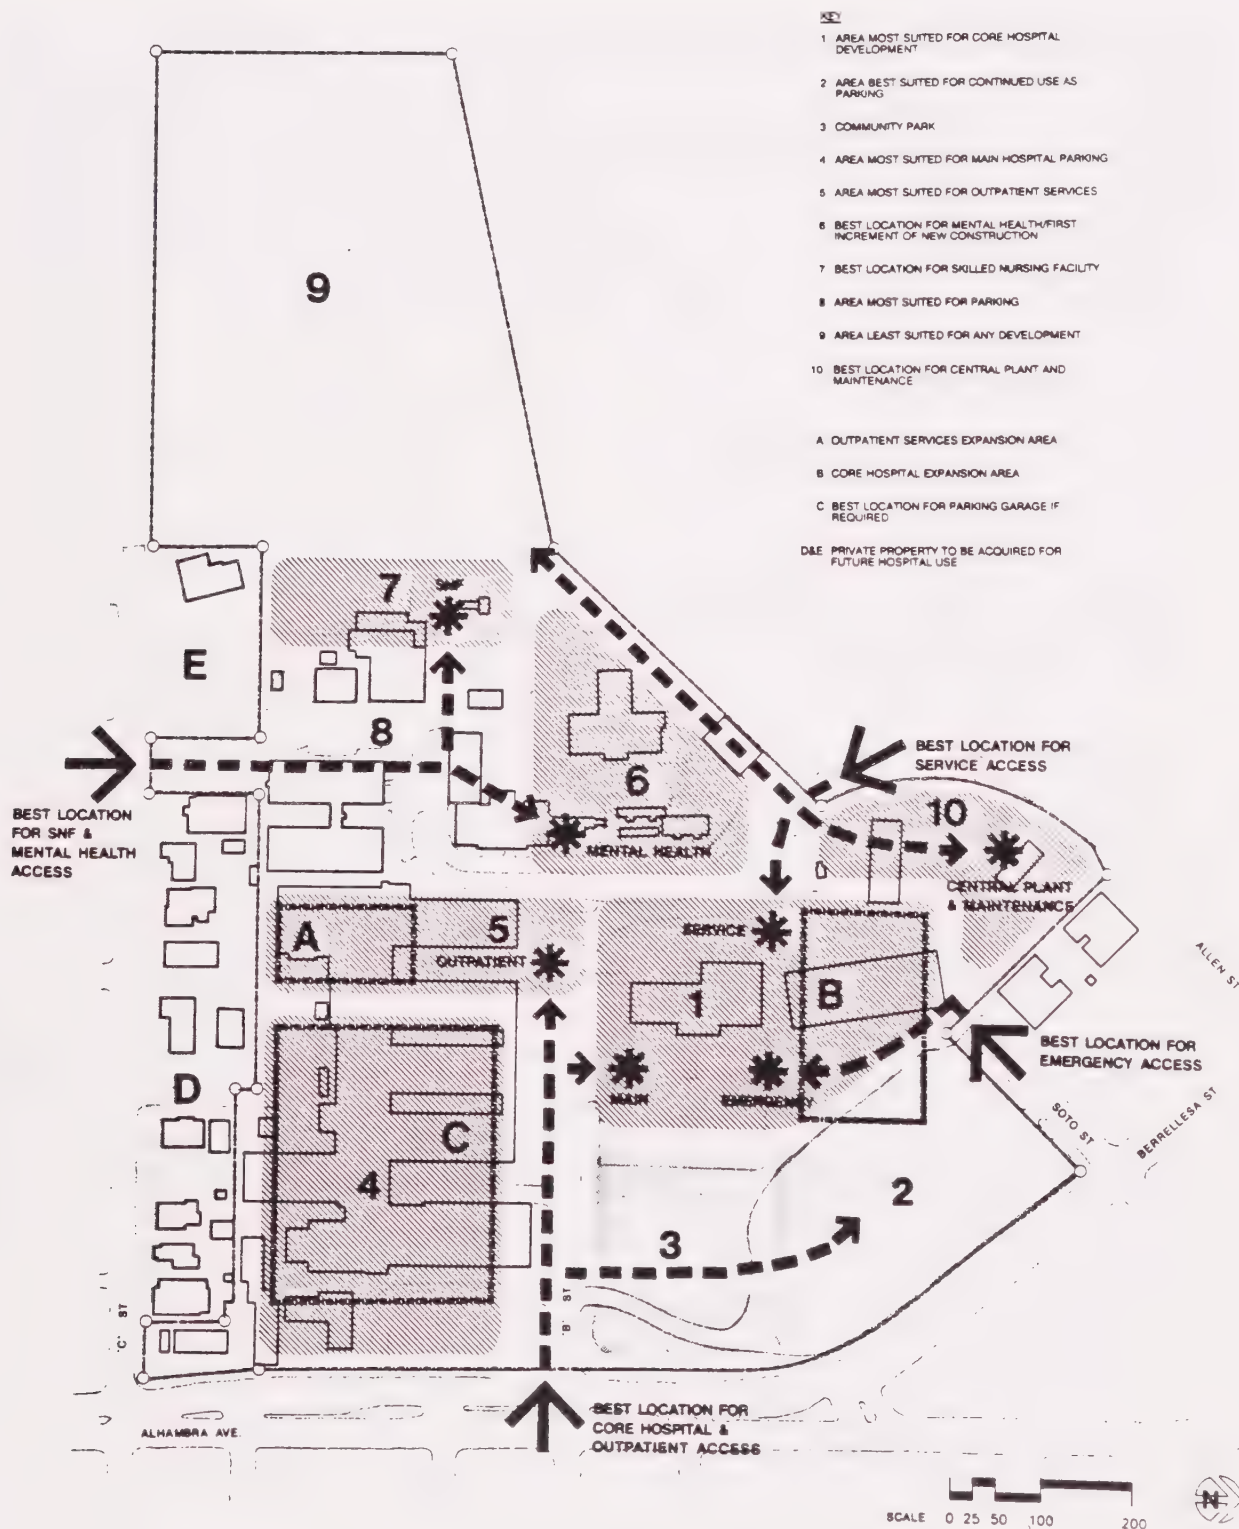 KEY
1 AREA MOST SUITED FOR CORE HOSPITAL
DEVELOPMENT
2 AREA BEST SUITED FOR CONTINUED USE AS
PARKING
3 COMMUNITY PARK
4 AREA MOST SUITED FOR MAIN HOSPITAL PARKING
5 AREA MOST SUITED FOR OUTPATIENT SERVICES
6 BEST LOCATION FOR MENTAL HEALTH/FIRST
INCREMENT OF NEW CONSTRUCTION
7 BEST LOCATION FOR SKILLED NURSING FACILITY
8 AREA MOST SUITED FOR PARKING
9 AREA LEAST SUITED FOR ANY DEVELOPMENT
10 BEST LOCATION FOR CENTRAL PLANT AND
MAINTENANCE
A OUTPATIENT SERVICES EXPANSION AREA
B CORE HOSPITAL EXPANSION AREA
C BEST LOCATION FOR PARKING GARAGE IF
REQUIRED
D&E PRIVATE PROPERTY TO BE ACQUIRED FOR
FUTURE HOSPITAL USE
9
7
SNF
E
8
6
BEST LOCATION FOR
SERVICE ACCESS
10
BEST LOCATION
FOR SNF &
MENTAL HEALTH
ACCESS
MENTAL HEALTH
CENTRAL PLANT
& MAINTENANCE
A
5
OUTPATIENT
SERVICE
1
B
ALLEN ST
BEST LOCATION FOR
EMERGENCY ACCESS
D
MAIN
EMERGENCY
C
SOTO ST
BERRELLESA ST
4
2
3
'C' ST
'B' ST
BEST LOCATION FOR
CORE HOSPITAL &
OUTPATIENT ACCESS
ALHAMBRA AVE.
SCALE 0 25 50 100 200
N